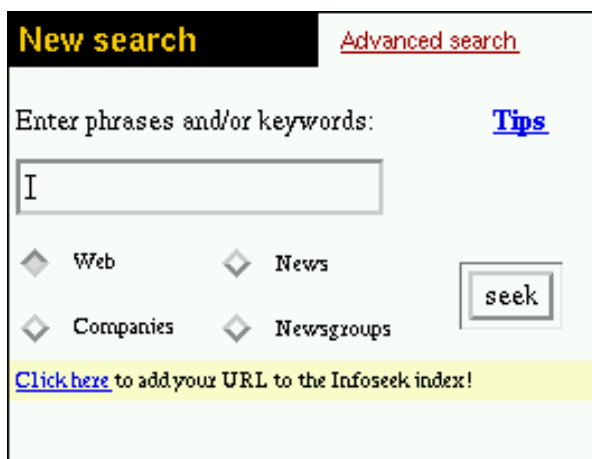 New search Advanced search
Enter phrases and/or keywords: Tips
Web News
seek
Companies Newsgroups
Click here to add your URL to the Infoseek index!